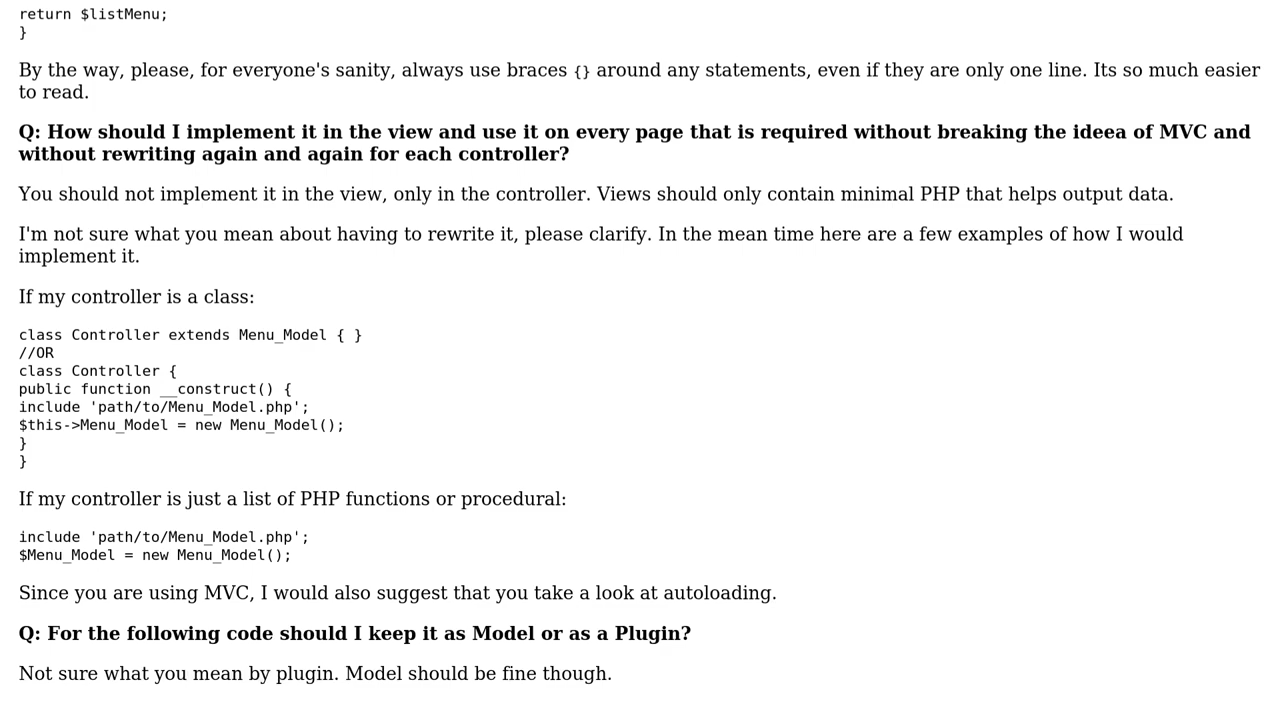 return $listMenu;
}
By the way, please, for everyone's sanity, always use braces {} around any statements, even if they are only one line. Its so much easier
to read.
Q: How should I implement it in the view and use it on every page that is required without breaking the ideea of MVC and
without rewriting again and again for each controller?
You should not implement it in the view, only in the controller. Views should only contain minimal PHP that helps output data.
I'm not sure what you mean about having to rewrite it, please clarify. In the mean time here are a few examples of how I would
implement it.
If my controller is a class:
class Controller extends Menu_Model { }
//OR
class Controller {
public function __construct() {
include 'path/to/Menu_Model.php';
$this->Menu_Model = new Menu_Model();
}
}
If my controller is just a list of PHP functions or procedural:
include 'path/to/Menu_Model.php';
$Menu_Model = new Menu_Model();
Since you are using MVC, I would also suggest that you take a look at autoloading.
Q: For the following code should I keep it as Model or as a Plugin?
Not sure what you mean by plugin. Model should be fine though.